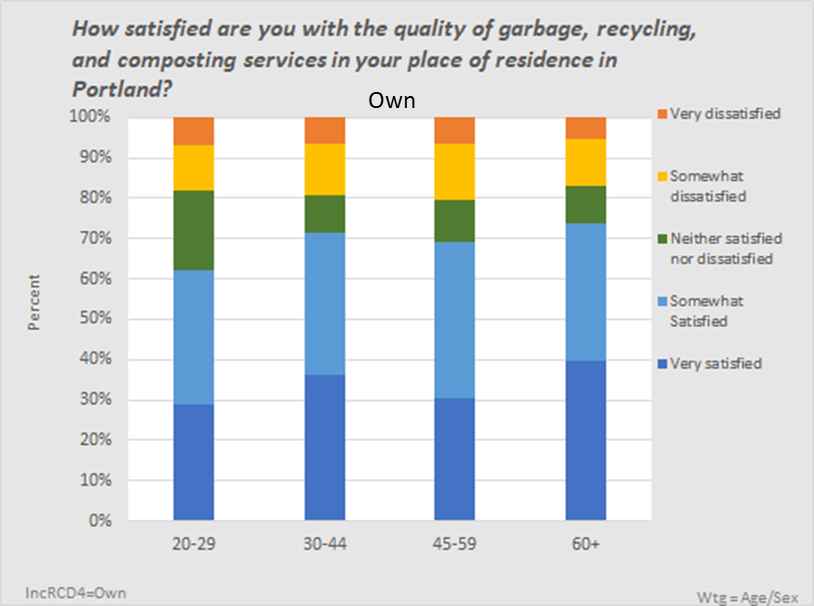 How satisfied are you with the quality of garbage, recycling,
and composting services in your place of residence in
Portland?
Own
100%
90%
80%
70%
60%
50%
40%
30%
20%
10%
0%
Percent
20-29
30-44
45-59
60+
Very dissatisfied
Somewhat
dissatisfied
Neither satisfied
nor dissatisfied
Somewhat
Satisfied
Very satisfied
IncRCD4=Own
Wtg = Age/Sex